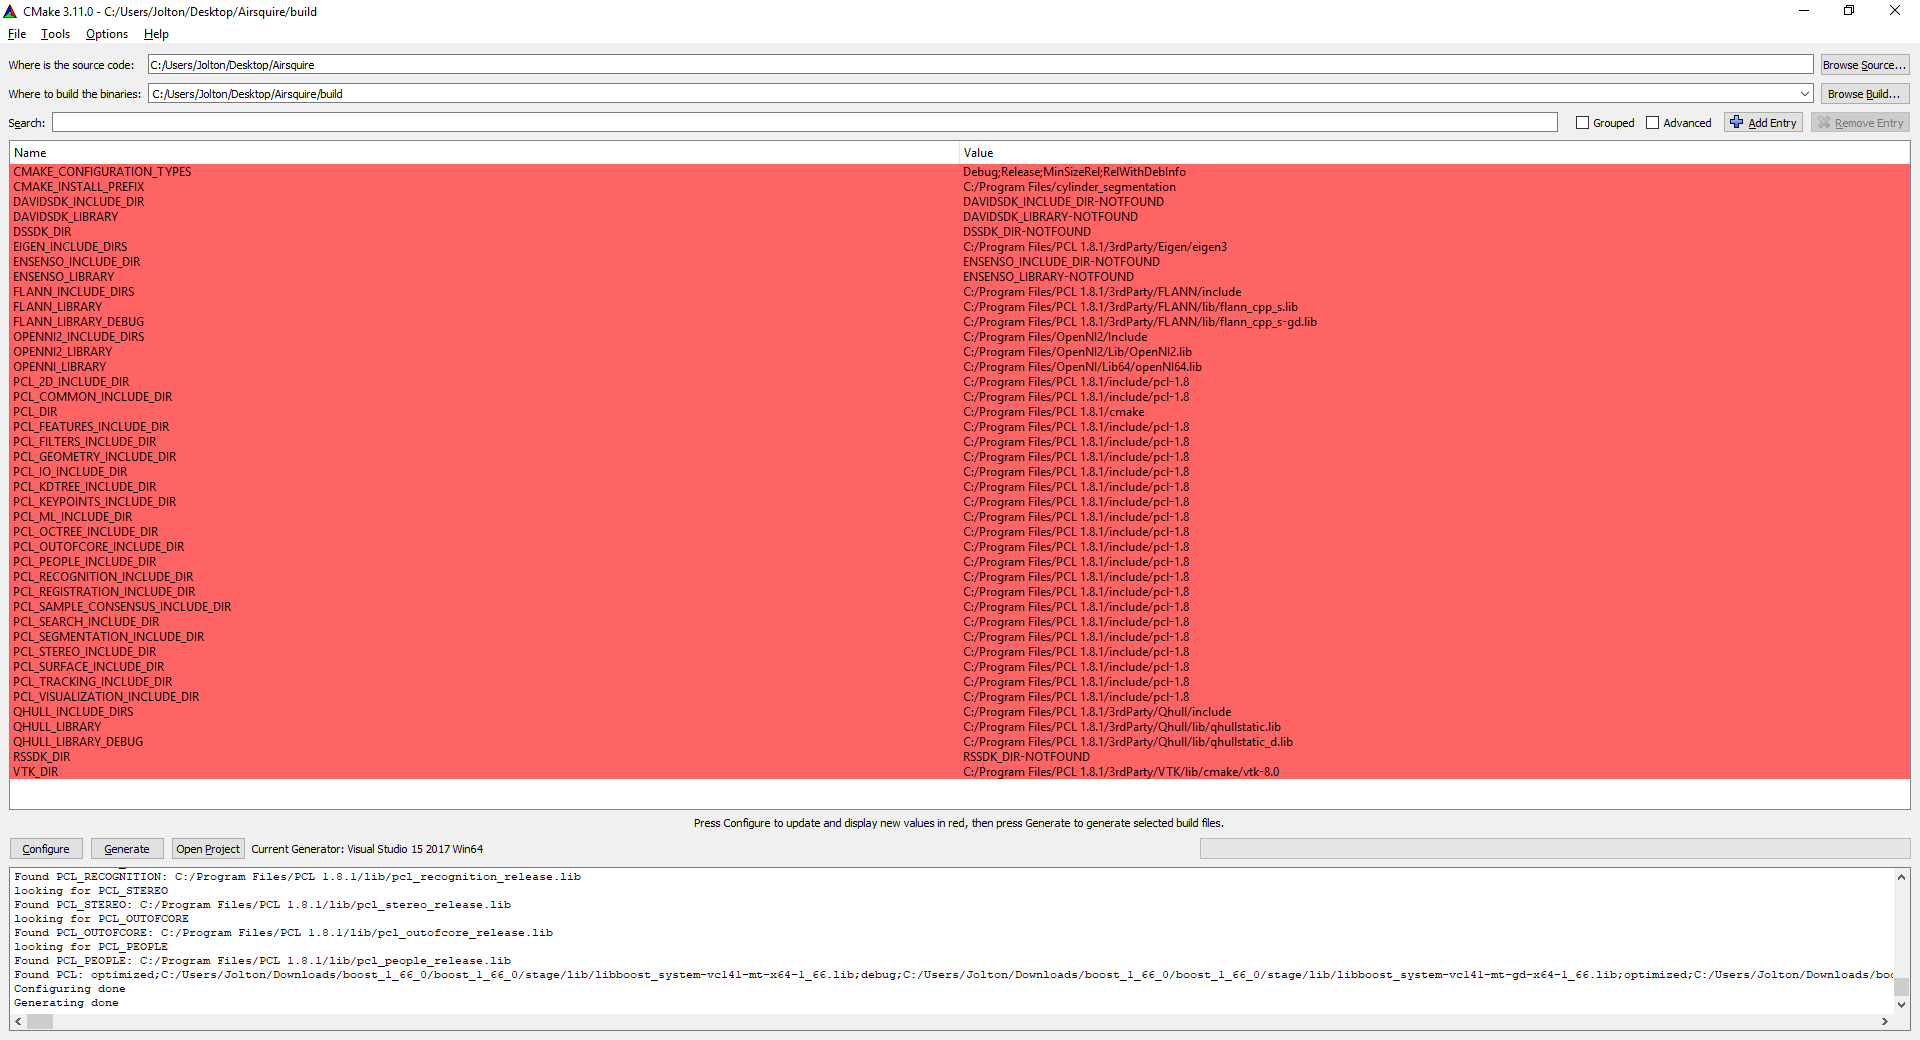 CMake 3.11.0 - C:/Users/Jolton/Desktop/Airsquire/build
File Tools Options Help
Where is the source code: C:/Users/Jolton/Desktop/Airsquire Browse Source...
Where to build the binaries: C:/Users/Jolton/Desktop/Airsquire/build Browse Build...
Search: Grouped Advanced Add Entry Remove Entry
Name Value
CMAKE_CONFIGURATION_TYPES Debug;Release;MinSizeRel;RelWithDebInfo
CMAKE_INSTALL_PREFIX C:/Program Files/cylinder_segmentation
DAVIDSDK_INCLUDE_DIR DAVIDSDK_INCLUDE_DIR-NOTFOUND
DAVIDSDK_LIBRARY DAVIDSDK_LIBRARY-NOTFOUND
DSSDK_DIR DSSDK_DIR-NOTFOUND
EIGEN_INCLUDE_DIRS C:/Program Files/PCL 1.8.1/3rdParty/Eigen/eigen3
ENSENSO_INCLUDE_DIR ENSENSO_INCLUDE_DIR-NOTFOUND
ENSENSO_LIBRARY ENSENSO_LIBRARY-NOTFOUND
FLANN_INCLUDE_DIRS C:/Program Files/PCL 1.8.1/3rdParty/FLANN/include
FLANN_LIBRARY C:/Program Files/PCL 1.8.1/3rdParty/FLANN/lib/flann_cpp_s.lib
FLANN_LIBRARY_DEBUG C:/Program Files/PCL 1.8.1/3rdParty/FLANN/lib/flann_cpp_s-gd.lib
OPENNI2_INCLUDE_DIRS C:/Program Files/OpenNI2/Include
OPENNI2_LIBRARY C:/Program Files/OpenNI2/Lib/OpenNI2.lib
OPENNI_LIBRARY C:/Program Files/OpenNI/Lib64/openNI64.lib
PCL_2D_INCLUDE_DIR C:/Program Files/PCL 1.8.1/include/pcl-1.8
PCL_COMMON_INCLUDE_DIR C:/Program Files/PCL 1.8.1/include/pcl-1.8
PCL_DIR C:/Program Files/PCL 1.8.1/cmake
PCL_FEATURES_INCLUDE_DIR C:/Program Files/PCL 1.8.1/include/pcl-1.8
PCL_FILTERS_INCLUDE_DIR C:/Program Files/PCL 1.8.1/include/pcl-1.8
PCL_GEOMETRY_INCLUDE_DIR C:/Program Files/PCL 1.8.1/include/pcl-1.8
PCL_IO_INCLUDE_DIR C:/Program Files/PCL 1.8.1/include/pcl-1.8
PCL_KDTREE_INCLUDE_DIR C:/Program Files/PCL 1.8.1/include/pcl-1.8
PCL_KEYPOINTS_INCLUDE_DIR C:/Program Files/PCL 1.8.1/include/pcl-1.8
PCL_ML_INCLUDE_DIR C:/Program Files/PCL 1.8.1/include/pcl-1.8
PCL_OCTREE_INCLUDE_DIR C:/Program Files/PCL 1.8.1/include/pcl-1.8
PCL_OUTOFCORE_INCLUDE_DIR C:/Program Files/PCL 1.8.1/include/pcl-1.8
PCL_PEOPLE_INCLUDE_DIR C:/Program Files/PCL 1.8.1/include/pcl-1.8
PCL_RECOGNITION_INCLUDE_DIR C:/Program Files/PCL 1.8.1/include/pcl-1.8
PCL_REGISTRATION_INCLUDE_DIR C:/Program Files/PCL 1.8.1/include/pcl-1.8
PCL_SAMPLE_CONSENSUS_INCLUDE_DIR C:/Program Files/PCL 1.8.1/include/pcl-1.8
PCL_SEARCH_INCLUDE_DIR C:/Program Files/PCL 1.8.1/include/pcl-1.8
PCL_SEGMENTATION_INCLUDE_DIR C:/Program Files/PCL 1.8.1/include/pcl-1.8
PCL_STEREO_INCLUDE_DIR C:/Program Files/PCL 1.8.1/include/pcl-1.8
PCL_SURFACE_INCLUDE_DIR C:/Program Files/PCL 1.8.1/include/pcl-1.8
PCL_TRACKING_INCLUDE_DIR C:/Program Files/PCL 1.8.1/include/pcl-1.8
PCL_VISUALIZATION_INCLUDE_DIR C:/Program Files/PCL 1.8.1/include/pcl-1.8
QHULL_INCLUDE_DIRS C:/Program Files/PCL 1.8.1/3rdParty/Qhull/include
QHULL_LIBRARY C:/Program Files/PCL 1.8.1/3rdParty/Qhull/lib/qhullstatic.lib
QHULL_LIBRARY_DEBUG C:/Program Files/PCL 1.8.1/3rdParty/Qhull/lib/qhullstatic_d.lib
RSSDK_DIR RSSDK_DIR-NOTFOUND
VTK_DIR C:/Program Files/PCL 1.8.1/3rdParty/VTK/lib/cmake/vtk-8.0
Press Configure to update and display new values in red, then press Generate to generate selected build files.
Configure Generate Open Project Current Generator: Visual Studio 15 2017 Win64
Found PCL_RECOGNITION: C:/Program Files/PCL 1.8.1/lib/pcl_recognition_release.lib
looking for PCL_STEREO
Found PCL_STEREO: C:/Program Files/PCL 1.8.1/lib/pcl_stereo_release.lib
looking for PCL_OUTOFCORE
Found PCL_OUTOFCORE: C:/Program Files/PCL 1.8.1/lib/pcl_outofcore_release.lib
looking for PCL_PEOPLE
Found PCL_PEOPLE: C:/Program Files/PCL 1.8.1/lib/pcl_people_release.lib
Found PCL: optimized;C:/Users/Jolton/Downloads/boost_1_66_0/boost_1_66_0/stage/lib/libboost_system-vc141-mt-x64-1_66.lib;debug;C:/Users/Jolton/Downloads/boost_1_66_0/boost_1_66_0/stage/lib/libboost_system-vc141-mt-gd-x64-1_66.lib;optimized;C:/Users/Jolton/Downloads/boo
Configuring done
Generating done